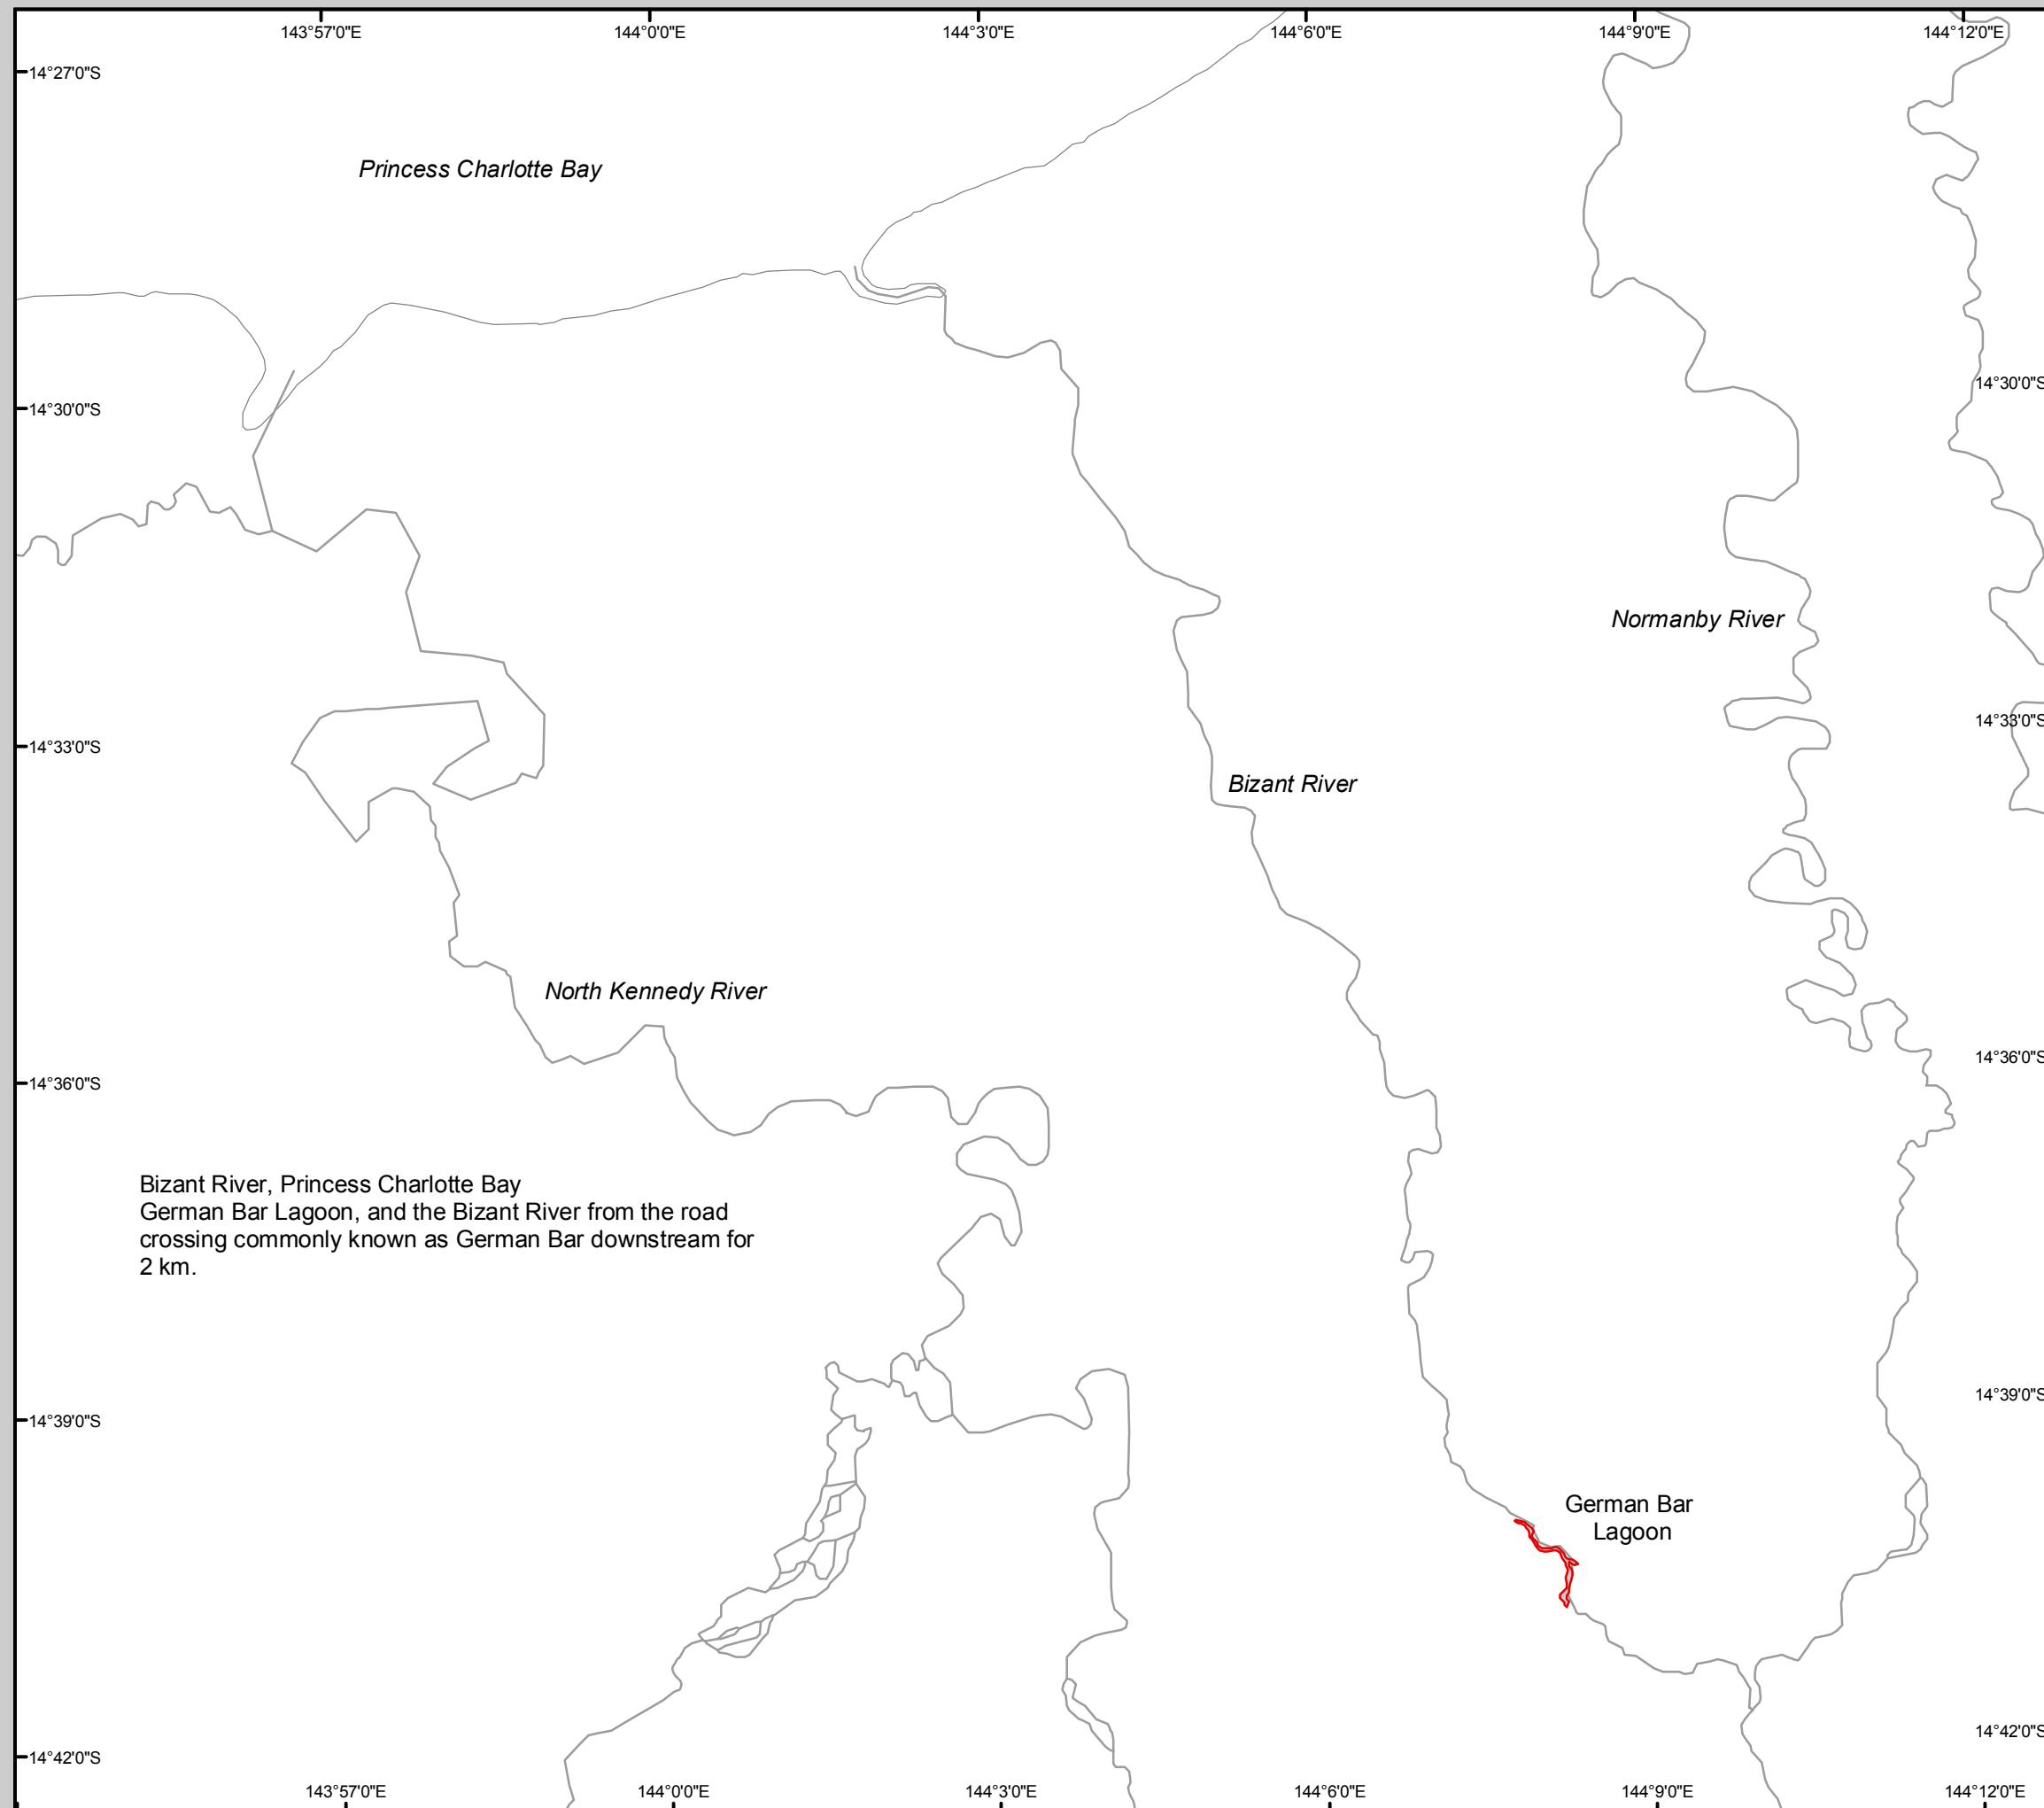 143°57'0"E
144°0'0"E
144°3'0"E
144°6'0"E
144°9'0"E
144°12'0"E
14°27'0"S
Princess Charlotte Bay
14°30'0"S
14°30'0"S
Normanby River
14°33'0"S
14°33'0"S
Bizant River
North Kennedy River
14°36'0"S
14°36'0"S
Bizant River, Princess Charlotte Bay
German Bar Lagoon, and the Bizant River from the road
crossing commonly known as German Bar downstream for
2 km.
14°39'0"S
14°39'0"S
German Bar
Lagoon
14°42'0"S
14°42'0"S
143°57'0"E
144°0'0"E
144°3'0"E
144°6'0"E
144°9'0"E
144°12'0"E